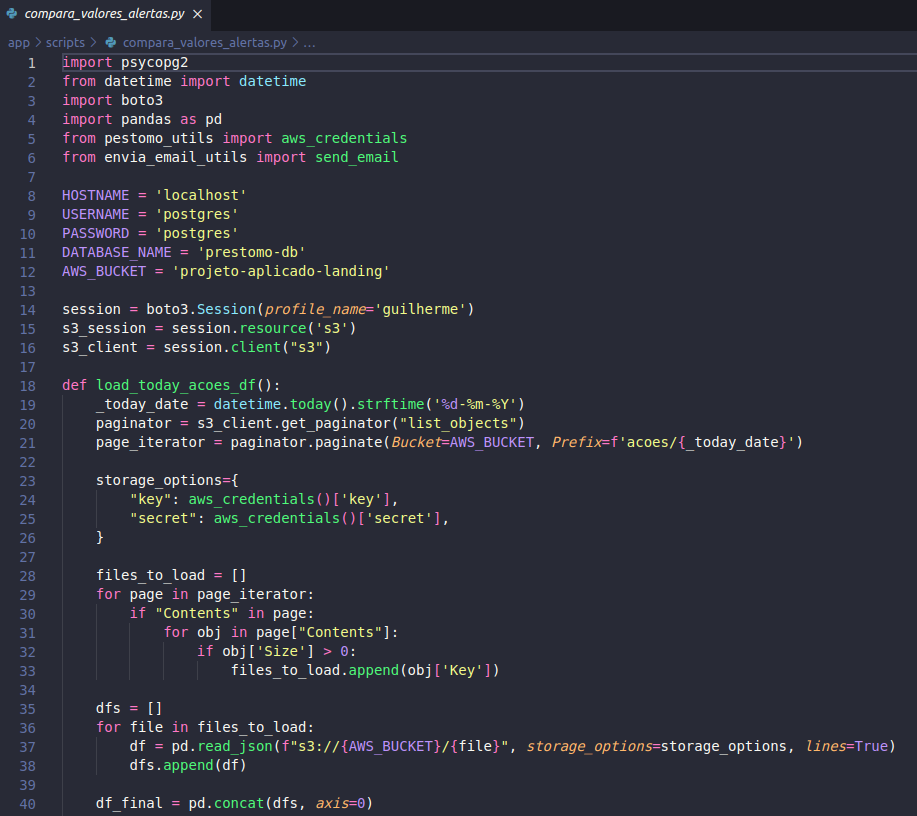 compara_valores_alertas.py ×
app > scripts > compara_valores_alertas.py > ...
1 import psycopg2
2 from datetime import datetime
3 import boto3
4 import pandas as pd
5 from pestomo_utils import aws_credentials
6 from envia_email_utils import send_email
7
8 HOSTNAME = 'localhost'
9 USERNAME = 'postgres'
10 PASSWORD = 'postgres'
11 DATABASE_NAME = 'prestomo-db'
12 AWS_BUCKET = 'projeto-aplicado-landing'
13
14 session = boto3.Session(profile_name='guilherme')
15 s3_session = session.resource('s3')
16 s3_client = session.client("s3")
17
18 def load_today_acoes_df():
19     _today_date = datetime.today().strftime('%d-%m-%Y')
20     paginator = s3_client.get_paginator("list_objects")
21     page_iterator = paginator.paginate(Bucket=AWS_BUCKET, Prefix=f'acoes/{_today_date}')
22
23     storage_options={
24         "key": aws_credentials()['key'],
25         "secret": aws_credentials()['secret'],
26     }
27
28     files_to_load = []
29     for page in page_iterator:
30         if "Contents" in page:
31             for obj in page["Contents"]:
32                 if obj['Size'] > 0:
33                     files_to_load.append(obj['Key'])
34
35     dfs = []
36     for file in files_to_load:
37         df = pd.read_json(f"s3://{AWS_BUCKET}/{file}", storage_options=storage_options, lines=True)
38         dfs.append(df)
39
40     df_final = pd.concat(dfs, axis=0)